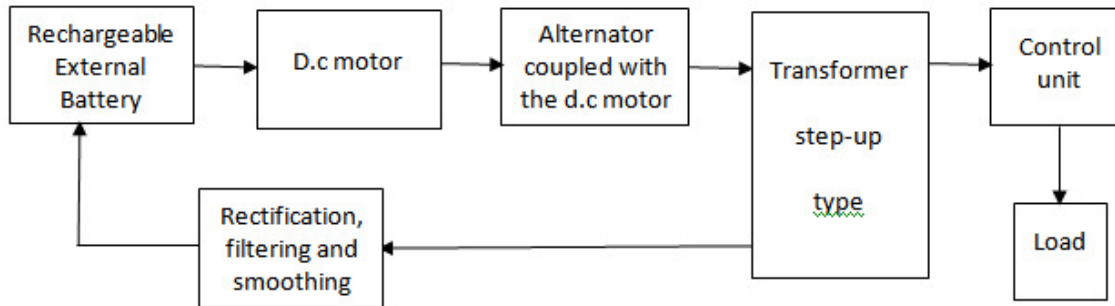 Rechargeable
External
Battery
D.c motor
Alternator
coupled with
the d.c motor
Transformer
step-up
type
Control
unit
Load
Rectification,
filtering and
smoothing